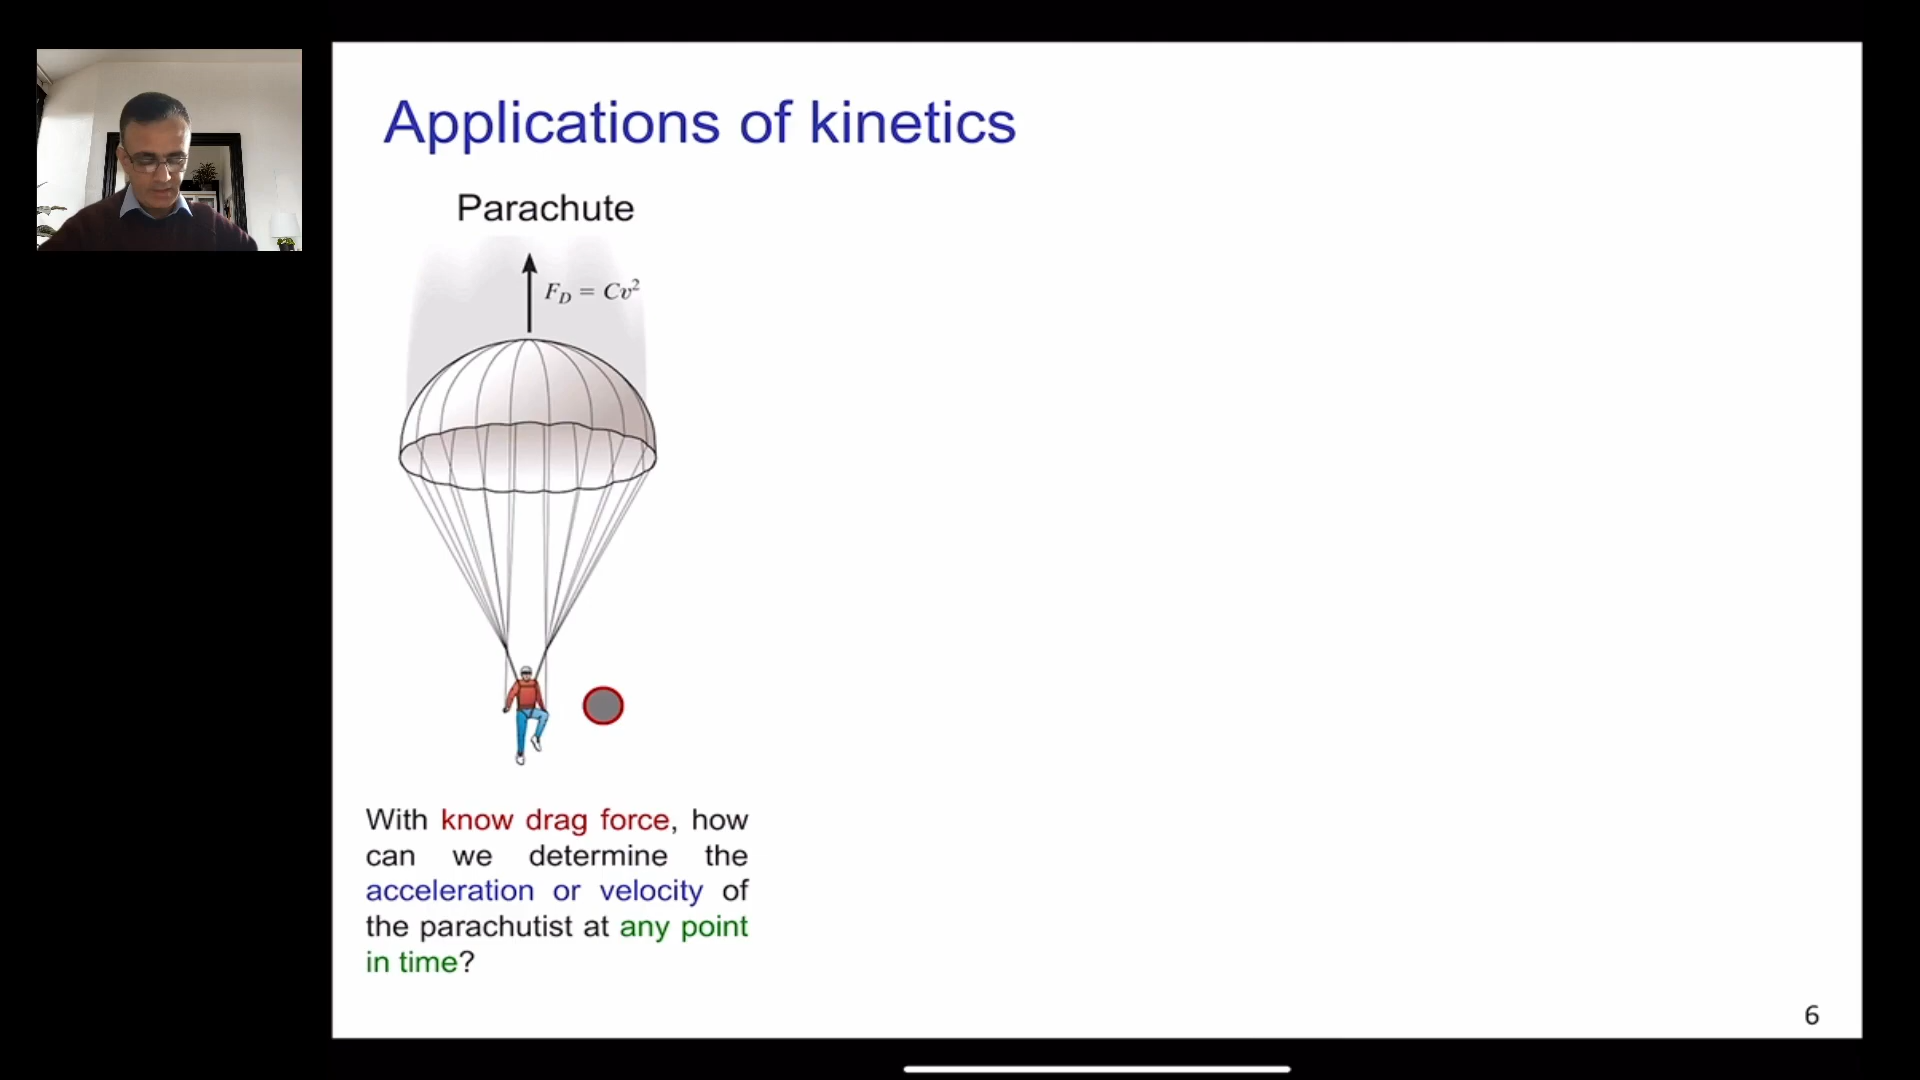 Applications of kinetics
Parachute
F_D = Cv²
With know drag force, how
can we determine the
acceleration or velocity of
the parachutist at any point
in time?
6